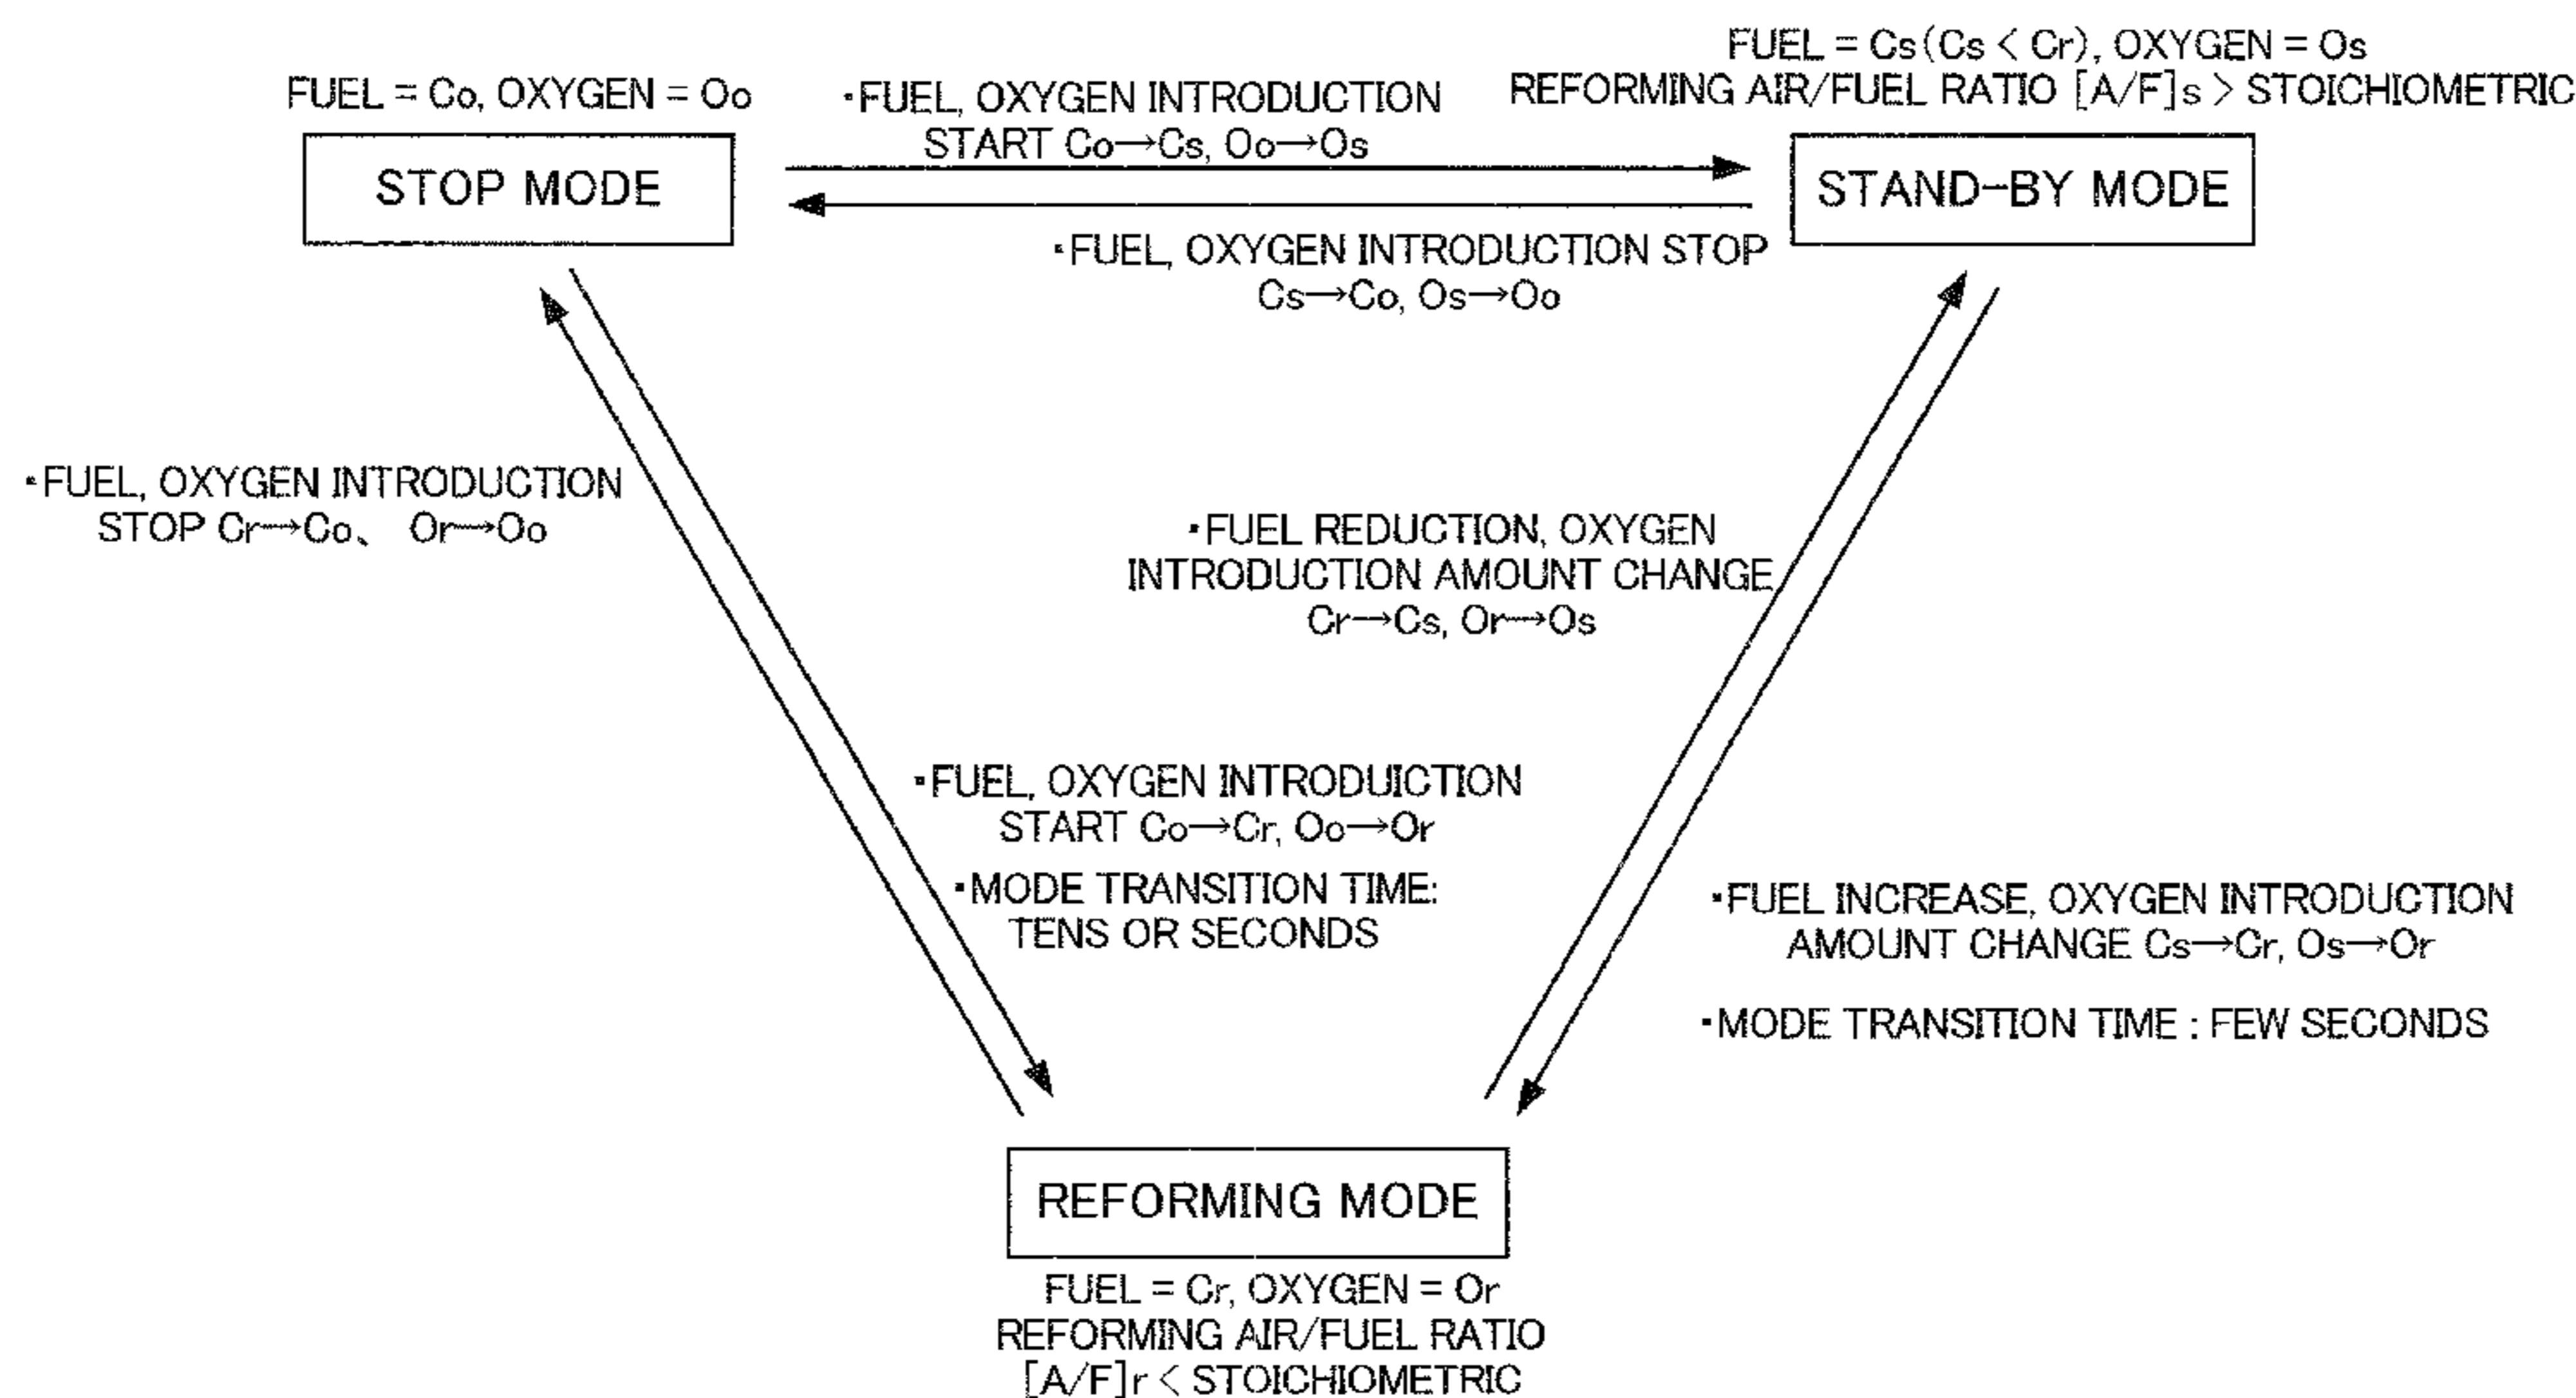 FUEL = Co, OXYGEN = Oo
STOP MODE
・FUEL, OXYGEN INTRODUCTION
START Co→Cs, Oo→Os
FUEL = Cs(Cs < Cr), OXYGEN = Os
REFORMING AIR/FUEL RATIO [A/F]s > STOICHIOMETRIC
STAND-BY MODE
・FUEL, OXYGEN INTRODUCTION STOP
Cs→Co, Os→Oo
・FUEL, OXYGEN INTRODUCTION
STOP Cr→Co、 Or→Oo
・FUEL REDUCTION, OXYGEN
INTRODUCTION AMOUNT CHANGE
Cr→Cs, Or→Os
・FUEL, OXYGEN INTRODUICTION
START Co→Cr, Oo→Or
・MODE TRANSITION TIME:
TENS OR SECONDS
・FUEL INCREASE, OXYGEN INTRODUCTION
AMOUNT CHANGE Cs→Cr, Os→Or
・MODE TRANSITION TIME : FEW SECONDS
REFORMING MODE
FUEL = Cr, OXYGEN = Or
REFORMING AIR/FUEL RATIO
[A/F]r < STOICHIOMETRIC